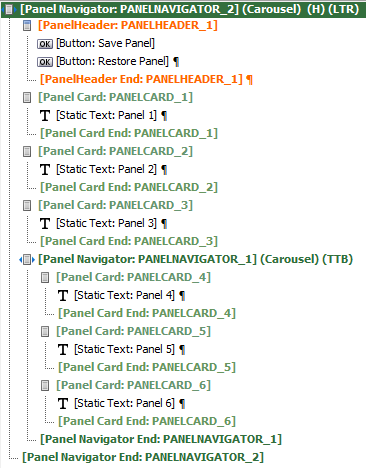 [Panel Navigator: PANELNAVIGATOR_2] (Carousel) (H) (LTR)
[PanelHeader: PANELHEADER_1]
OK [Button: Save Panel]
OK [Button: Restore Panel] ¶
[PanelHeader End: PANELHEADER_1] ¶
[Panel Card: PANELCARD_1]
T [Static Text: Panel 1] ¶
[Panel Card End: PANELCARD_1]
[Panel Card: PANELCARD_2]
T [Static Text: Panel 2] ¶
[Panel Card End: PANELCARD_2]
[Panel Card: PANELCARD_3]
T [Static Text: Panel 3] ¶
[Panel Card End: PANELCARD_3]
[Panel Navigator: PANELNAVIGATOR_1] (Carousel) (TTB)
[Panel Card: PANELCARD_4]
T [Static Text: Panel 4] ¶
[Panel Card End: PANELCARD_4]
[Panel Card: PANELCARD_5]
T [Static Text: Panel 5] ¶
[Panel Card End: PANELCARD_5]
[Panel Card: PANELCARD_6]
T [Static Text: Panel 6] ¶
[Panel Card End: PANELCARD_6]
[Panel Navigator End: PANELNAVIGATOR_1]
[Panel Navigator End: PANELNAVIGATOR_2]